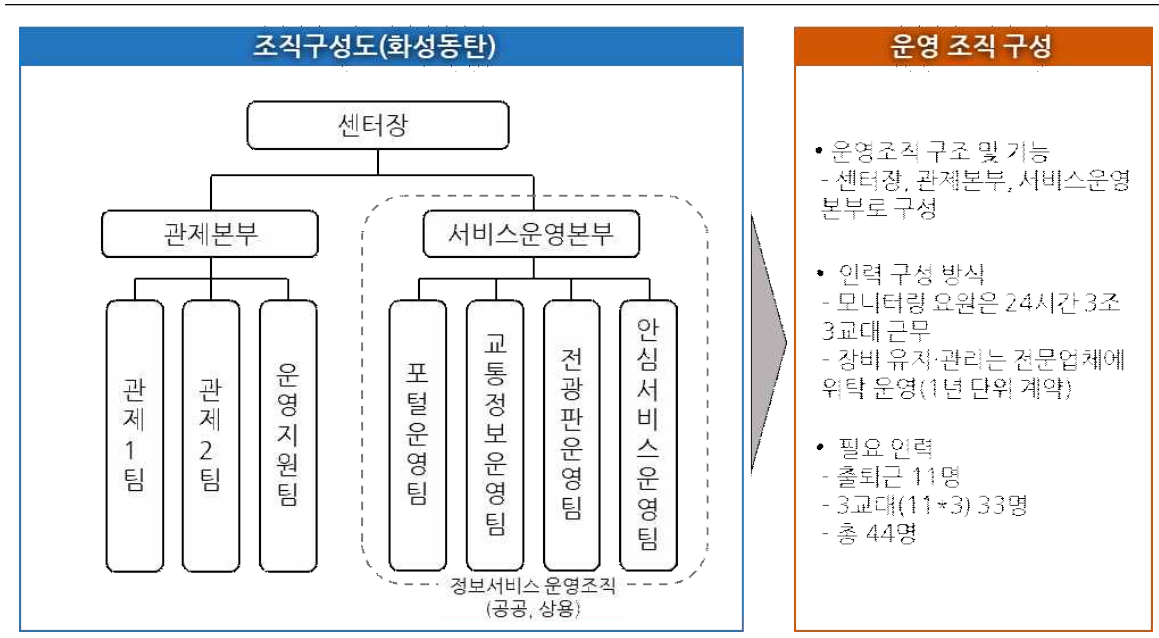 조직구성도(화성동탄)
센터장
관제본부
서비스운영본부
관제1팀
관제2팀
운영지원팀
포털운영팀
교통정보운영팀
전광판운영팀
안심서비스운영팀
정보서비스 운영조직
(공공, 상용)
운영 조직 구성
• 운영조직 구조 및 기능
- 센터장, 관제본부, 서비스운영
본부로 구성
• 인력 구성 방식
- 모니터링 요원은 24시간 3조
3교대 근무
- 장비 유지·관리는 전문업체에
위탁 운영(1년 단위 계약)
• 필요 인력
- 출퇴근 11명
- 3교대(11*3) 33명
- 총 44명